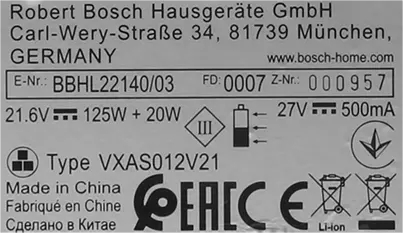 Robert Bosch Hausgeräte GmbH
Carl-Wery-Straße 34, 81739 München,
GERMANY www.bosch-home.com
E-Nr.: BBHL22140/03 FD: 0007 Z-Nr.: 000957
21.6V 125W + 20W III 27V 500mA
Type VXAS012V21
Made in China
Fabriqué en Chine
Сделано в Китае
EAC CE Li-ion